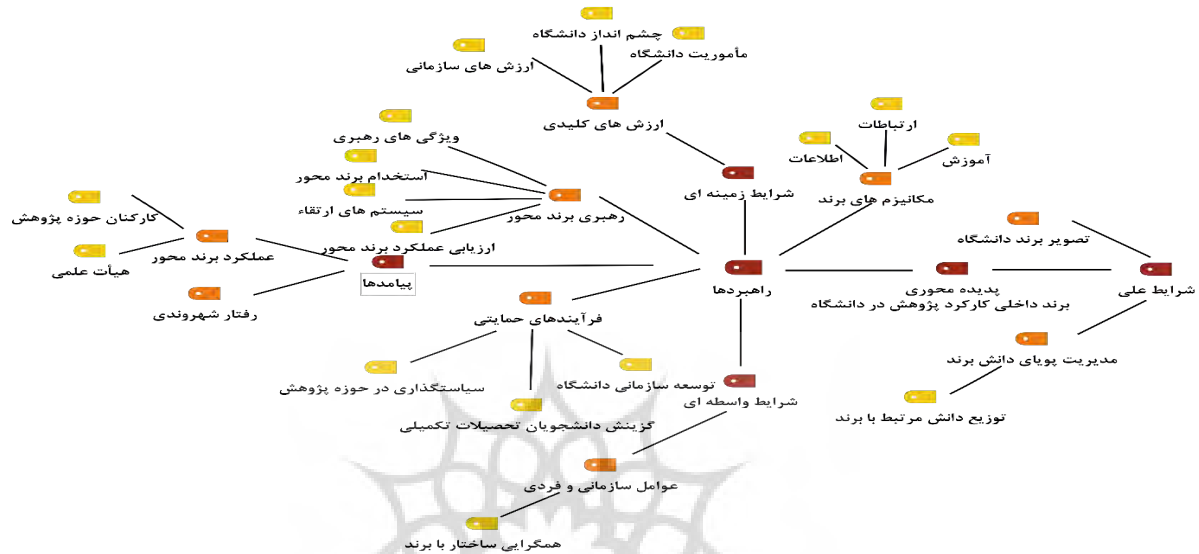 چشم انداز دانشگاه
مأموریت دانشگاه
ارزش های سازمانی
ارزش های کلیدی
ارتباطات
آموزش
اطلاعات
مکانیزم های برند
ویژگی های رهبری
استخدام برند محور
سیستم های ارتقاء
ارزیابی عملکرد برند محور
رهبری برند محور
شرایط زمینه ای
تصویر برند دانشگاه
شرایط علی
پدیده محوری
برند داخلی کارکرد پژوهش در دانشگاه
راهبردها
پیامدها
کارکنان حوزه پژوهش
عملکرد برند محور
هیأت علمی
رفتار شهروندی
فرآیندهای حمایتی
مدیریت پویای دانش برند
توزیع دانش مرتبط با برند
توسعه سازمانی دانشگاه
سیاستگذاری در حوزه پژوهش
گزینش دانشجویان تحصیلات تکمیلی
شرایط واسطه ای
عوامل سازمانی و فردی
همگرایی ساختار با برند